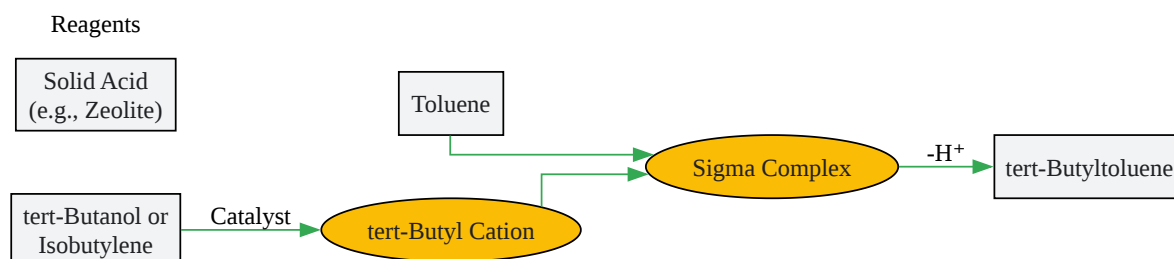 Reagents
Solid Acid
(e.g., Zeolite)
Toluene
Sigma Complex
-H⁺
tert-Butyltoluene
tert-Butanol or
Isobutylene
Catalyst
tert-Butyl Cation